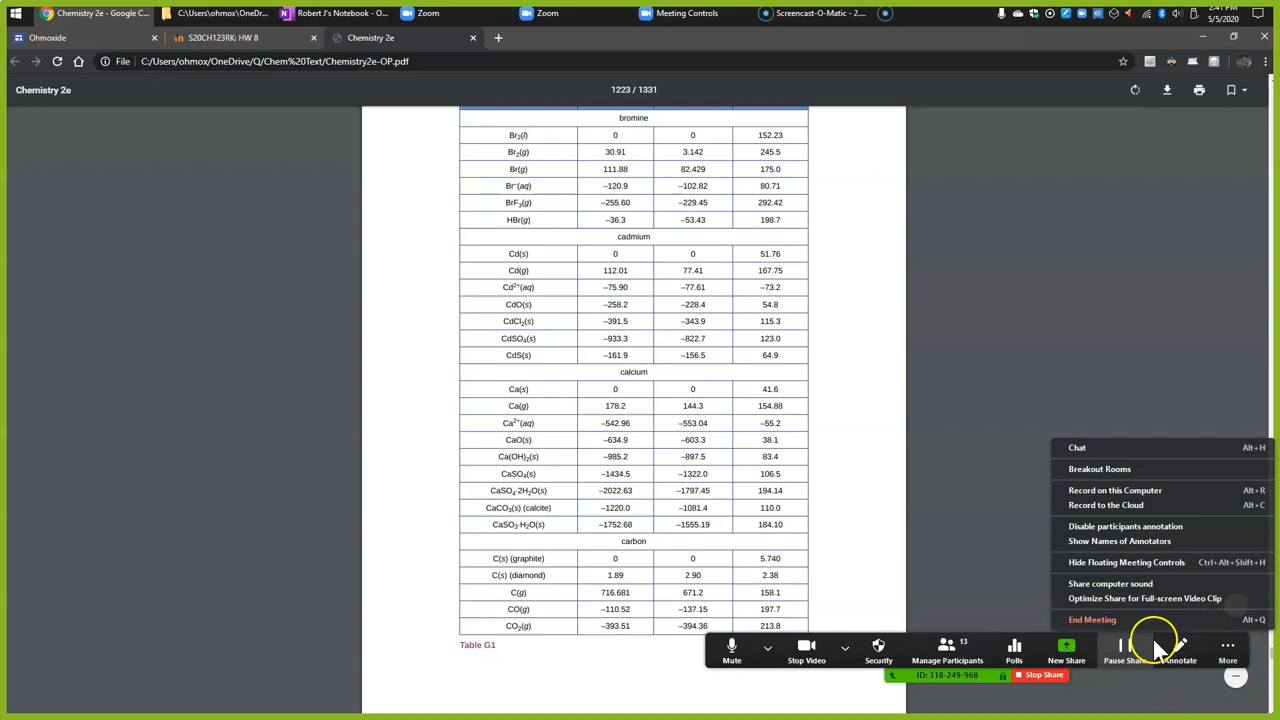 Chemistry 2e - Google C...
C:\Users\ohmox\OneDri...
Robert J's Notebook - O...
Zoom
Zoom
Meeting Controls
Screencast-O-Matic - 2....
2:41 PM
5/5/2020
Ohmoxide
S20CH123RK: HW 8
Chemistry 2e
File
C:/Users/ohmox/OneDrive/Q/Chem%20Text/Chemistry2e-OP.pdf
Chemistry 2e
1223 / 1331
bromine
Br₂(l) 0 0 152.23
Br₂(g) 30.91 3.142 245.5
Br(g) 111.88 82.429 175.0
Br⁻(aq) –120.9 –102.82 80.71
BrF₃(g) –255.60 –229.45 292.42
HBr(g) –36.3 –53.43 198.7
cadmium
Cd(s) 0 0 51.76
Cd(g) 112.01 77.41 167.75
Cd²⁺(aq) –75.90 –77.61 –73.2
CdO(s) –258.2 –228.4 54.8
CdCl₂(s) –391.5 –343.9 115.3
CdSO₄(s) –933.3 –822.7 123.0
CdS(s) –161.9 –156.5 64.9
calcium
Ca(s) 0 0 41.6
Ca(g) 178.2 144.3 154.88
Ca²⁺(aq) –542.96 –553.04 –55.2
CaO(s) –634.9 –603.3 38.1
Ca(OH)₂(s) –985.2 –897.5 83.4
CaSO₄(s) –1434.5 –1322.0 106.5
CaSO₄·2H₂O(s) –2022.63 –1797.45 194.14
CaCO₃(s) (calcite) –1220.0 –1081.4 110.0
CaSO₃·H₂O(s) –1752.68 –1555.19 184.10
carbon
C(s) (graphite) 0 0 5.740
C(s) (diamond) 1.89 2.90 2.38
C(g) 716.681 671.2 158.1
CO(g) –110.52 –137.15 197.7
CO₂(g) –393.51 –394.36 213.8
Table G1
Chat Alt+H
Breakout Rooms
Record on this Computer Alt+R
Record to the Cloud Alt+C
Disable participants annotation
Show Names of Annotators
Hide Floating Meeting Controls Ctrl+Alt+Shift+H
Share computer sound
Optimize Share for Full-screen Video Clip
End Meeting Alt+Q
13
Mute
Stop Video
Security
Manage Participants
Polls
New Share
Pause Share
Annotate
More
ID: 318-249-968
Stop Share